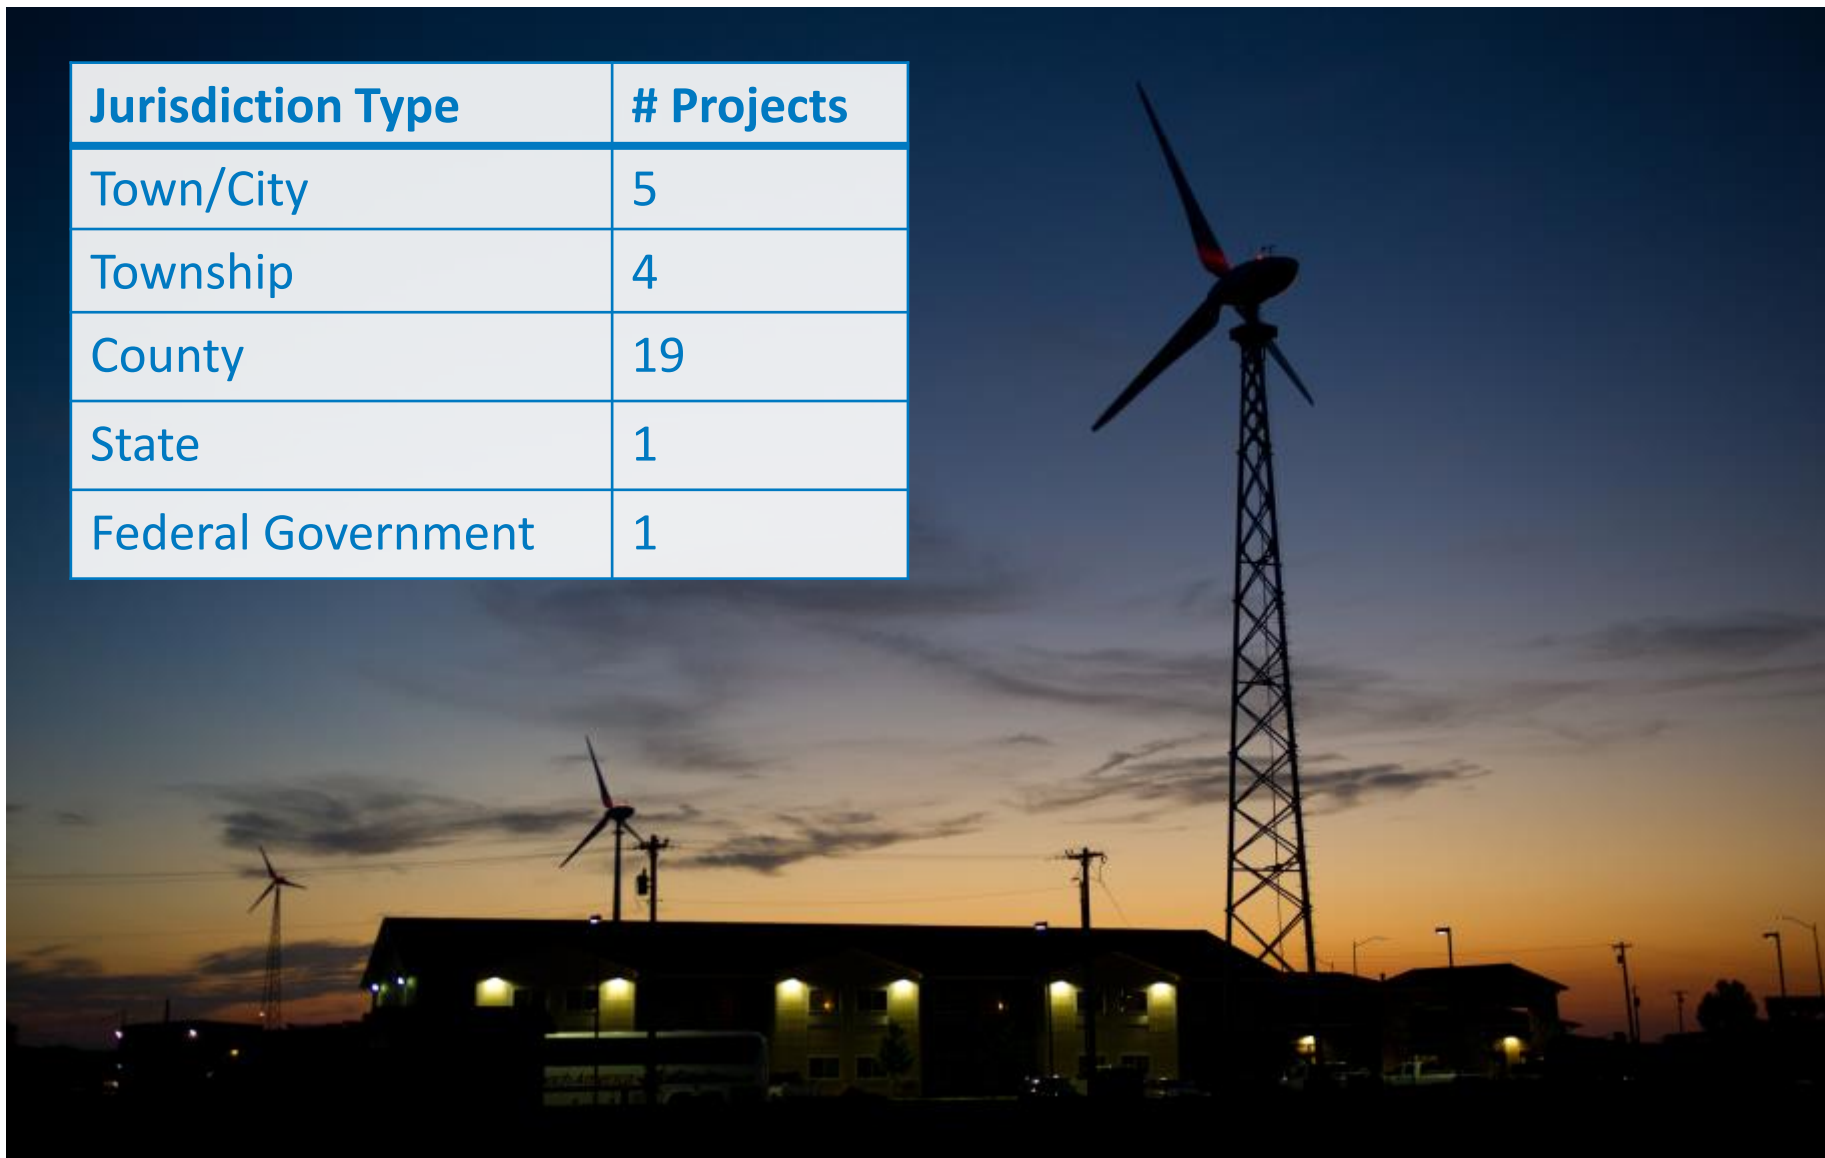 Jurisdiction Type # Projects
Town/City 5
Township 4
County 19
State 1
Federal Government 1